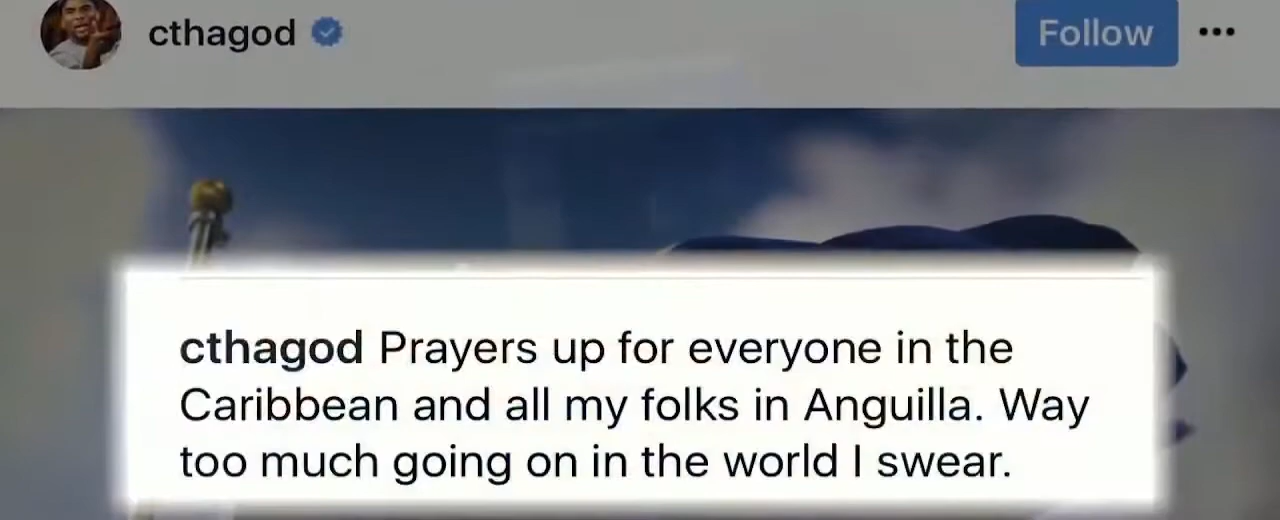 cthagod
Follow
cthagod Prayers up for everyone in the
Caribbean and all my folks in Anguilla. Way
too much going on in the world I swear.